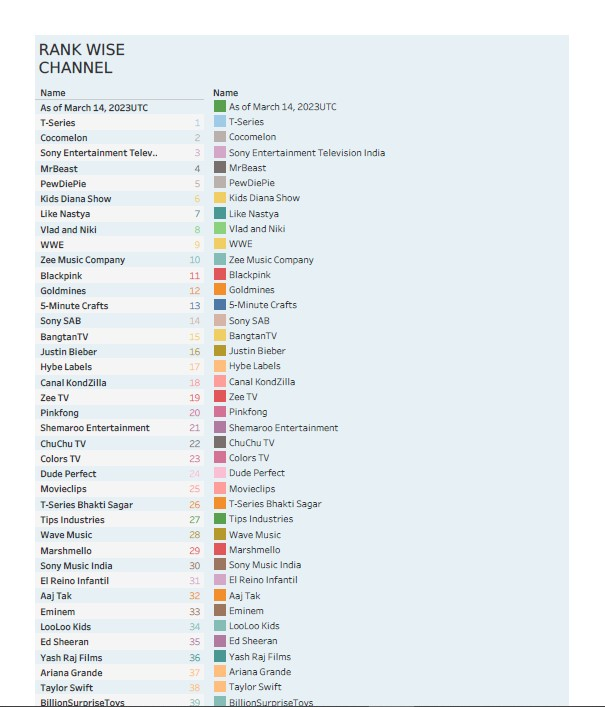 RANK WISE
CHANNEL
Name
As of March 14, 2023UTC
T-Series 1
Cocomelon 2
Sony Entertainment Telev.. 3
MrBeast 4
PewDiePie 5
Kids Diana Show 6
Like Nastya 7
Vlad and Niki 8
WWE 9
Zee Music Company 10
Blackpink 11
Goldmines 12
5-Minute Crafts 13
Sony SAB 14
BangtanTV 15
Justin Bieber 16
Hybe Labels 17
Canal KondZilla 18
Zee TV 19
Pinkfong 20
Shemaroo Entertainment 21
ChuChu TV 22
Colors TV 23
Dude Perfect 24
Movieclips 25
T-Series Bhakti Sagar 26
Tips Industries 27
Wave Music 28
Marshmello 29
Sony Music India 30
El Reino Infantil 31
Aaj Tak 32
Eminem 33
LooLoo Kids 34
Ed Sheeran 35
Yash Raj Films 36
Ariana Grande 37
Taylor Swift 38
BillionSurpriseToys 39
Name
As of March 14, 2023UTC
T-Series
Cocomelon
Sony Entertainment Television India
MrBeast
PewDiePie
Kids Diana Show
Like Nastya
Vlad and Niki
WWE
Zee Music Company
Blackpink
Goldmines
5-Minute Crafts
Sony SAB
BangtanTV
Justin Bieber
Hybe Labels
Canal KondZilla
Zee TV
Pinkfong
Shemaroo Entertainment
ChuChu TV
Colors TV
Dude Perfect
Movieclips
T-Series Bhakti Sagar
Tips Industries
Wave Music
Marshmello
Sony Music India
El Reino Infantil
Aaj Tak
Eminem
LooLoo Kids
Ed Sheeran
Yash Raj Films
Ariana Grande
Taylor Swift
BillionSurpriseToys